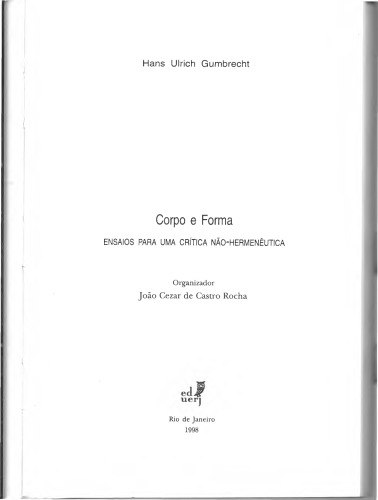 Hans Ulrich Gumbrecht
Corpo e Forma
ENSAIOS PARA UMA CRÍTICA NÃO-HERMENÊUTICA
Organizador
João Cezar de Castro Rocha
ed
uerj
Rio de Janeiro
1998